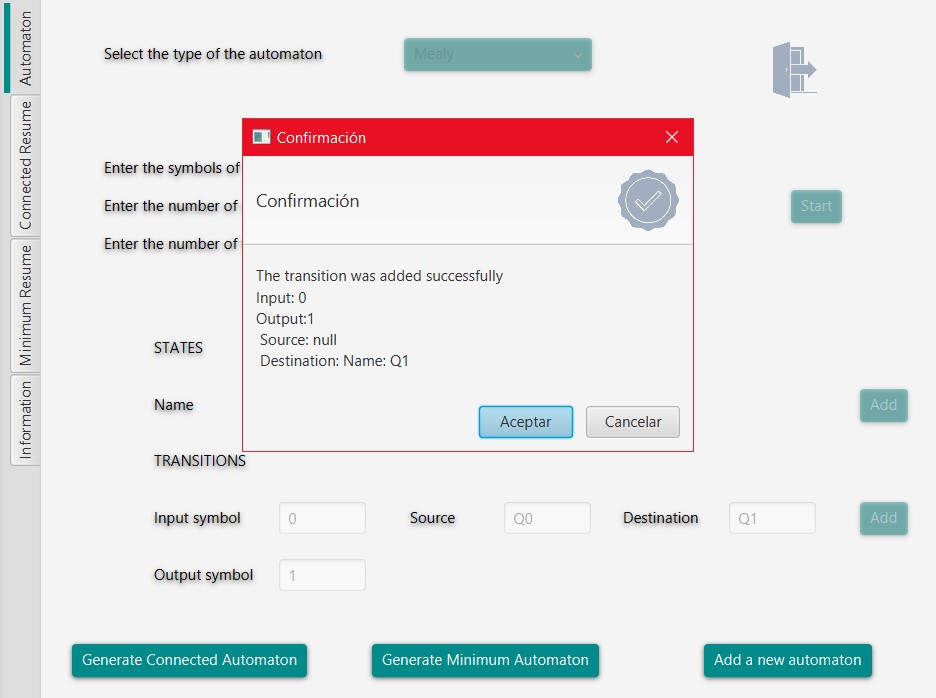 Automaton
Connected Resume
Minimum Resume
Information
Select the type of the automaton
Mealy
Enter the symbols of
Enter the number of
Enter the number of
Start
Confirmación
Confirmación
The transition was added successfully
Input: 0
Output:1
Source: null
Destination: Name: Q1
Aceptar Cancelar
STATES
Name Add
TRANSITIONS
Input symbol 0 Source Q0 Destination Q1 Add
Output symbol 1
Generate Connected Automaton Generate Minimum Automaton Add a new automaton